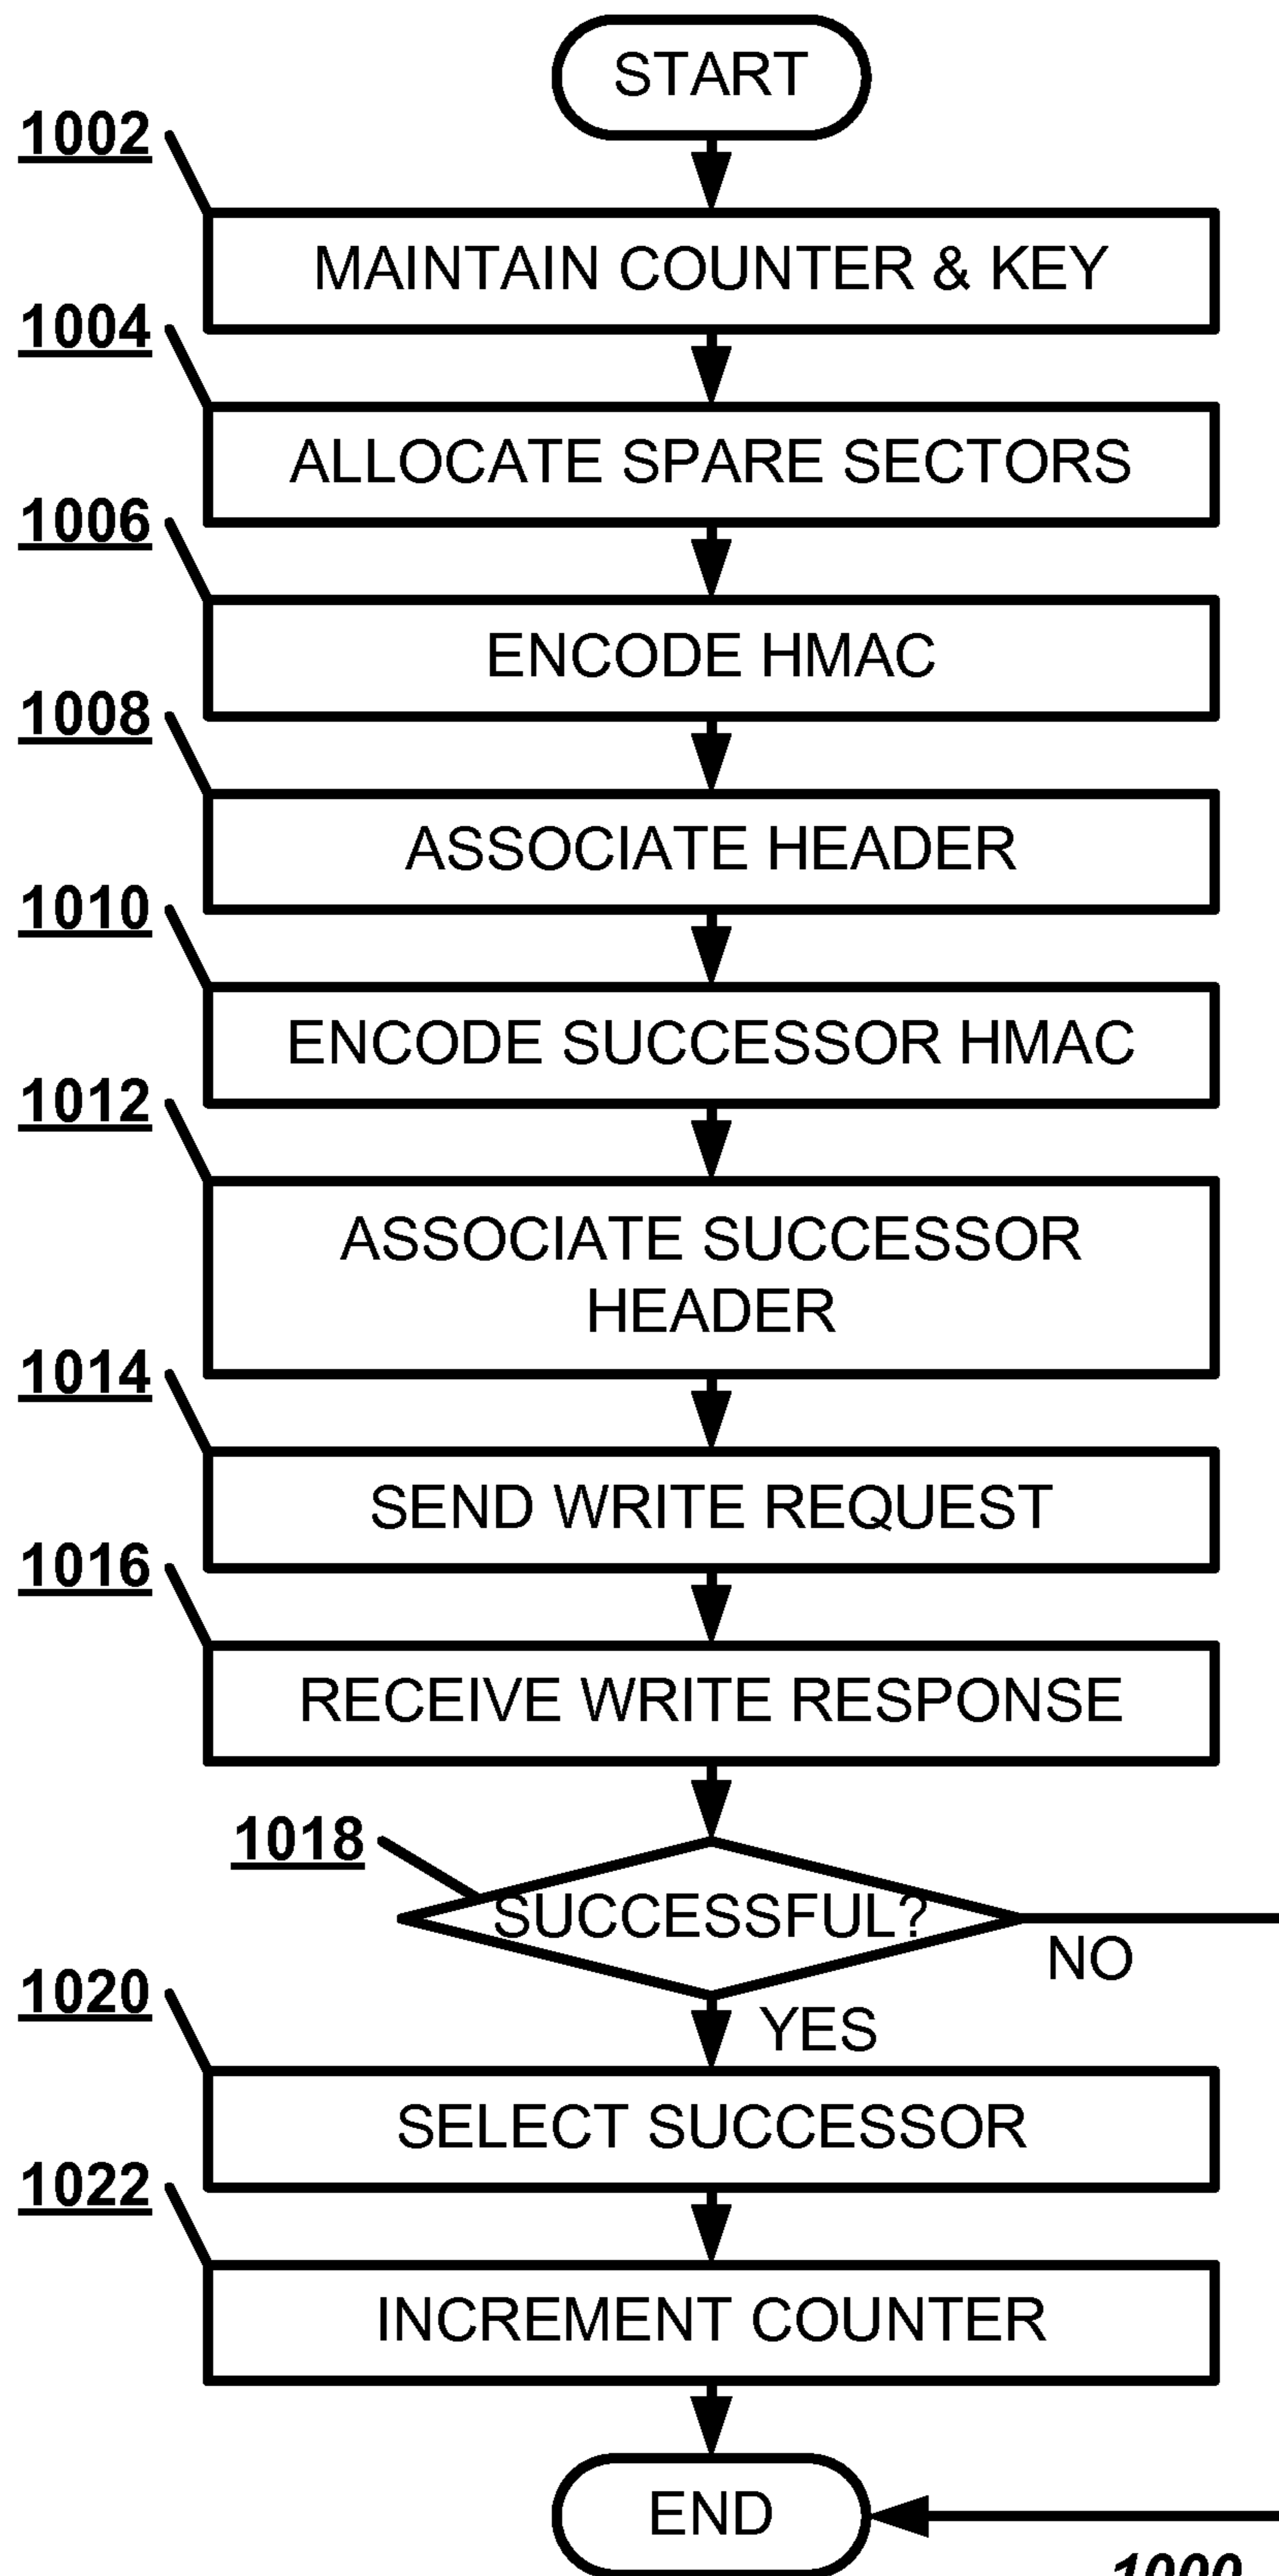 START
1002
MAINTAIN COUNTER & KEY
1004
ALLOCATE SPARE SECTORS
1006
ENCODE HMAC
1008
ASSOCIATE HEADER
1010
ENCODE SUCCESSOR HMAC
1012
ASSOCIATE SUCCESSOR
HEADER
1014
SEND WRITE REQUEST
1016
RECEIVE WRITE RESPONSE
1018
SUCCESSFUL?
NO
YES
1020
SELECT SUCCESSOR
1022
INCREMENT COUNTER
END
1000